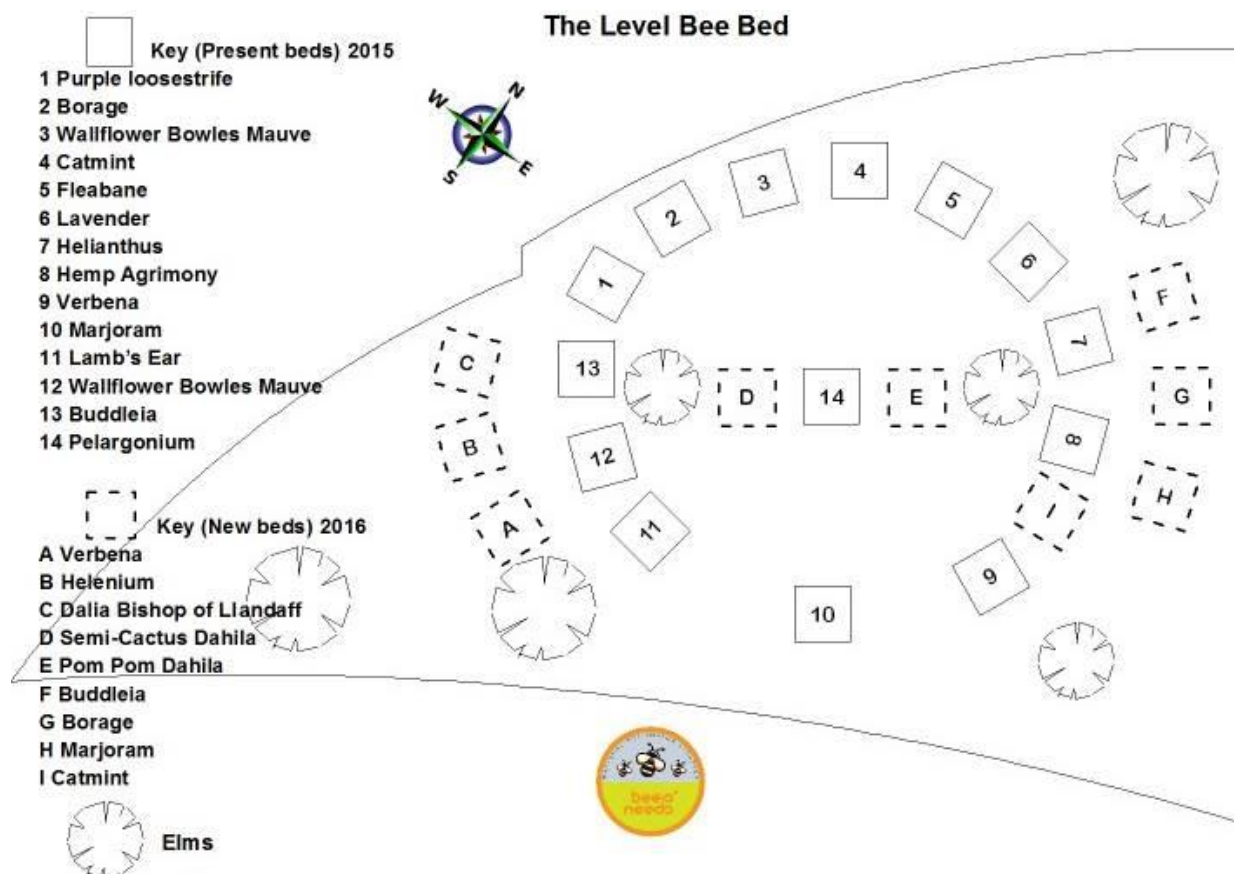 The Level Bee Bed
Key (Present beds) 2015
1 Purple loosestrife
2 Borage
3 Wallflower Bowles Mauve
4 Catmint
5 Fleabane
6 Lavender
7 Helianthus
8 Hemp Agrimony
9 Verbena
10 Marjoram
11 Lamb's Ear
12 Wallflower Bowles Mauve
13 Buddleia
14 Pelargonium
Key (New beds) 2016
A Verbena
B Helenium
C Dalia Bishop of Llandaff
D Semi-Cactus Dahila
E Pom Pom Dahila
F Buddleia
G Borage
H Marjoram
I Catmint
Elms
N
W
E
S
4
3
5
2
6
1
F
7
C
13
D
14
E
G
8
B
12
H
A
11
I
9
10
beep
needs